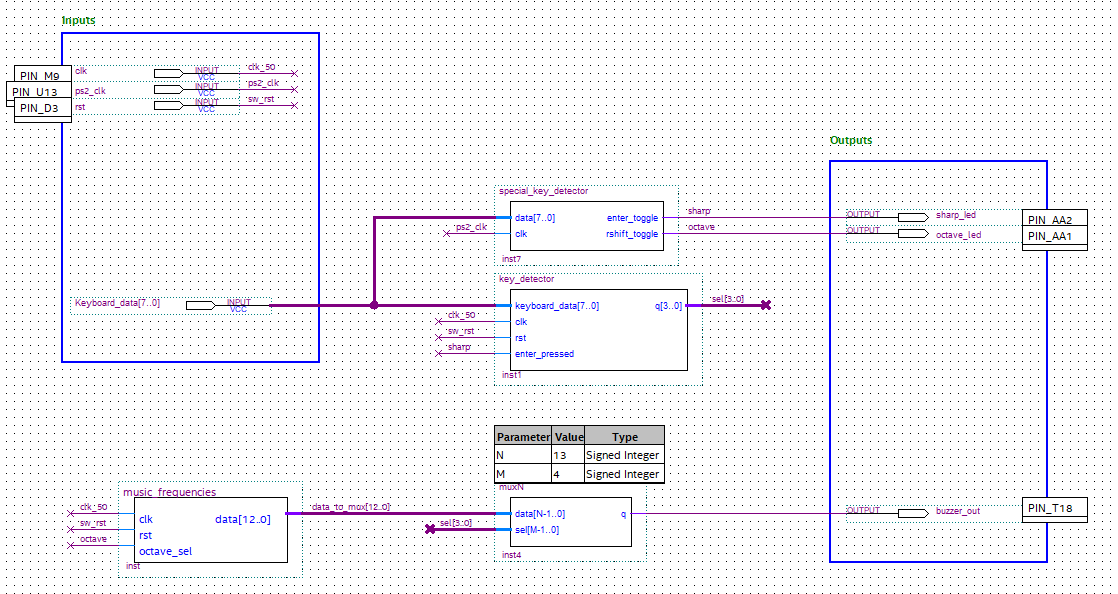 Inputs
PIN_M9
clk
INPUT
VCC
clk_50
PIN_U13
ps2_clk
INPUT
VCC
ps2_clk
PIN_D3
rst
INPUT
VCC
sw_rst
Outputs
special_key_detector
data[7..0]
enter_toggle
sharp
OUTPUT
sharp_led
PIN_AA2
ps2_clk
clk
rshift_toggle
octave
OUTPUT
octave_led
PIN_AA1
inst7
key_detector
Keyboard_data[7..0]
INPUT
VCC
keyboard_data[7..0]
q[3..0]
sel[3..0]
clk_50
clk
sw_rst
rst
sharp
enter_pressed
inst1
Parameter Value Type
N 13 Signed Integer
M 4 Signed Integer
music_frequencies
muxN
clk_50
clk
data[12..0]
data_to_mux[12..0]
data[N-1..0]
q
OUTPUT
buzzer_out
PIN_T18
sw_rst
rst
sel[3..0]
sel[M-1..0]
octave
octave_sel
inst4
inst